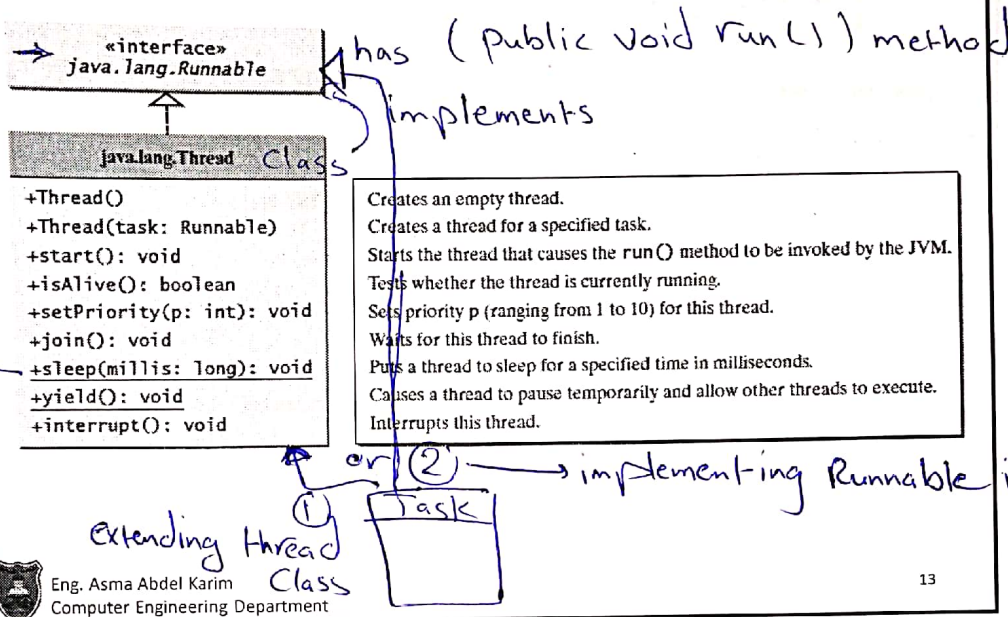 «interface»
java.lang.Runnable
has (public void run()) method
implements
java.lang.Thread Class
+Thread()
+Thread(task: Runnable)
+start(): void
+isAlive(): boolean
+setPriority(p: int): void
+join(): void
+sleep(millis: long): void
+yield(): void
+interrupt(): void
Creates an empty thread.
Creates a thread for a specified task.
Starts the thread that causes the run() method to be invoked by the JVM.
Tests whether the thread is currently running.
Sets priority p (ranging from 1 to 10) for this thread.
Waits for this thread to finish.
Puts a thread to sleep for a specified time in milliseconds.
Causes a thread to pause temporarily and allow other threads to execute.
Interrupts this thread.
or ② implementing Runnable i
① Task
extending thread
Class
Eng. Asma Abdel Karim
Computer Engineering Department
13